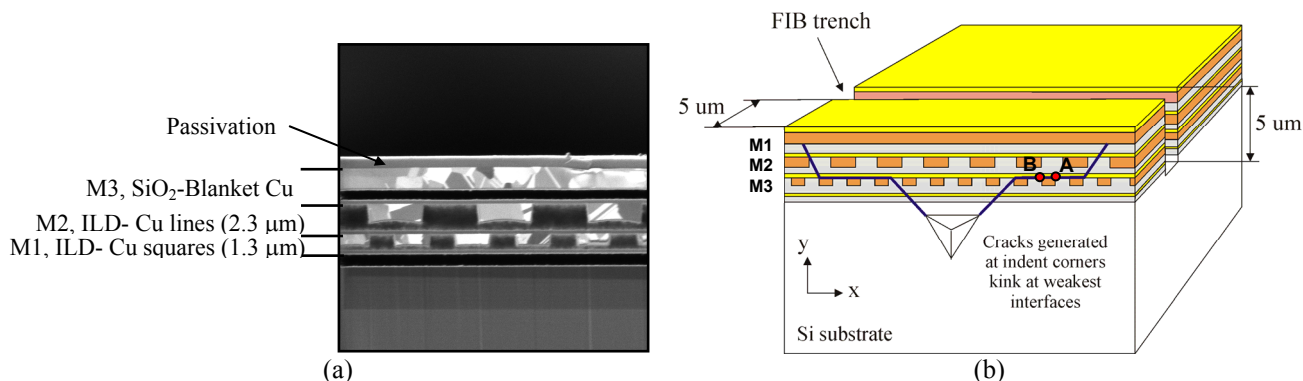 Passivation
M3, SiO₂-Blanket Cu
M2, ILD- Cu lines (2.3 μm)
M1, ILD- Cu squares (1.3 μm)
(a)
FIB trench
5 um
5 um
M1
M2
M3
B A
y
x
Cracks generated
at indent corners
kink at weakest
interfaces
Si substrate
(b)